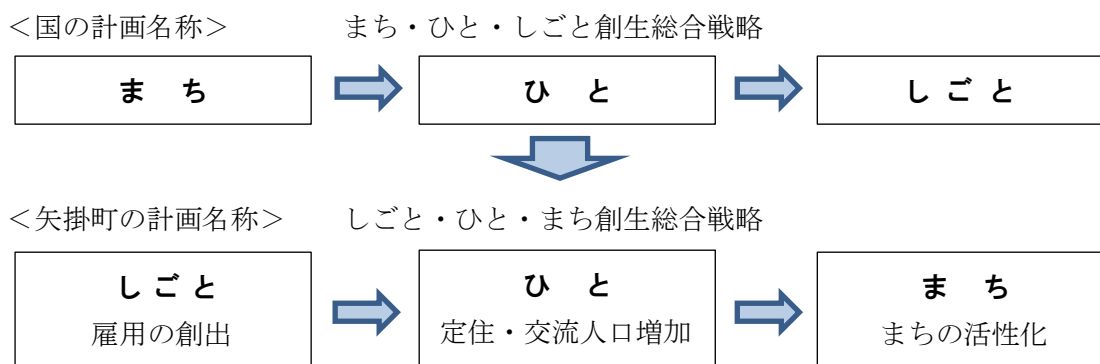 ＜国の計画名称＞ まち・ひと・しごと創生総合戦略
ま ち ひ と しごと
＜矢掛町の計画名称＞ しごと・ひと・まち創生総合戦略
しごと ひ と ま ち
雇用の創出 定住・交流人口増加 まちの活性化